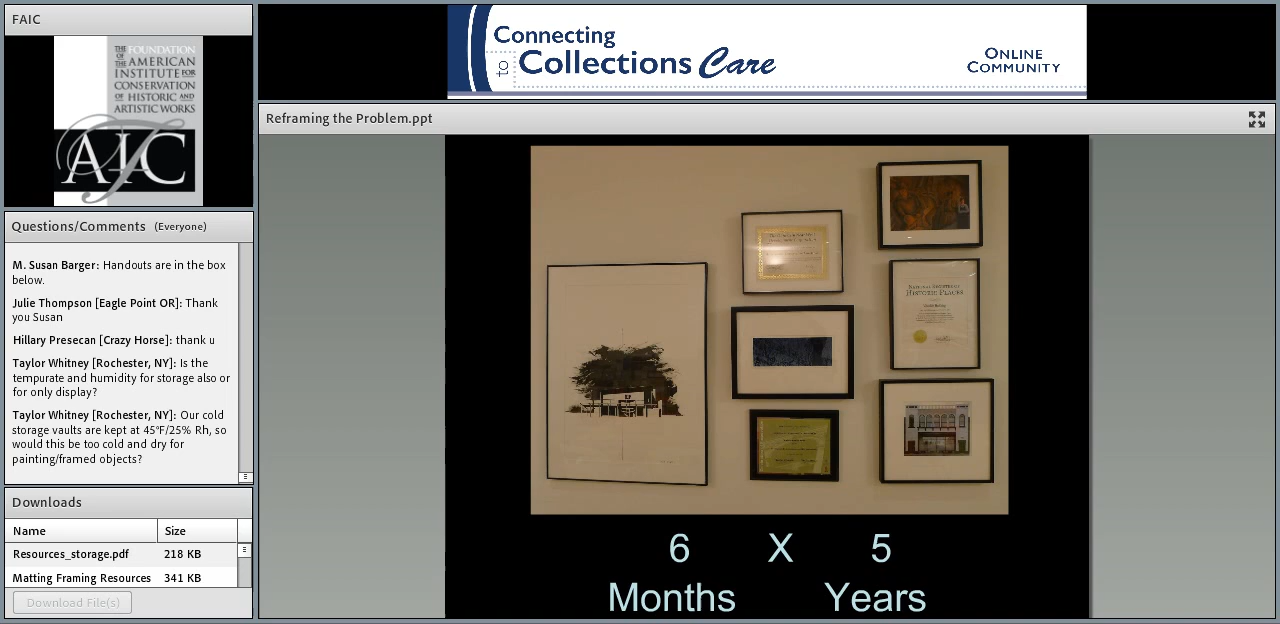 FAIC
THE FOUNDATION
OF THE AMERICAN
INSTITUTE FOR
CONSERVATION
OF HISTORIC AND
ARTISTIC WORKS
AIC
Connecting
to Collections Care
ONLINE
COMMUNITY
Questions/Comments (Everyone)
M. Susan Barger: Handouts are in the box
below.
Julie Thompson [Eagle Point OR]: Thank
you Susan
Hillary Presecan [Crazy Horse]: thank u
Taylor Whitney [Rochester, NY]: Is the
tempurate and humidity for storage also or
for only display?
Taylor Whitney [Rochester, NY]: Our cold
storage vaults are kept at 45°F/25% Rh, so
would this be too cold and dry for
painting/framed objects?
Downloads
Name Size
Resources_storage.pdf 218 KB
Matting Framing Resources 341 KB
Download File(s)
Reframing the Problem.ppt
NATIONAL REGISTER OF
HISTORIC PLACES
6 X 5
Months Years